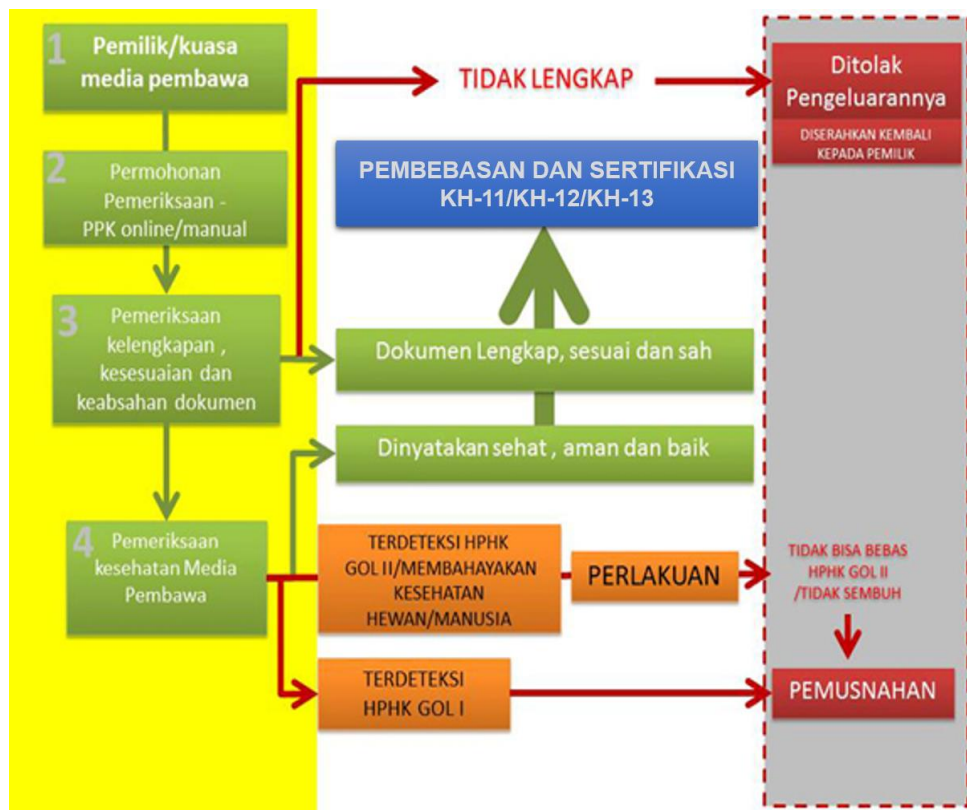 1
Pemilik/kuasa
media pembawa
2
Permohonan
Pemeriksaan -
PPK online/manual
3
Pemeriksaan
kelengkapan ,
kesesuaian dan
keabsahan dokumen
4
Pemeriksaan
kesehatan Media
Pembawa
TIDAK LENGKAP
PEMBEBASAN DAN SERTIFIKASI
KH-11/KH-12/KH-13
Dokumen Lengkap, sesuai dan sah
Dinyatakan sehat , aman dan baik
TERDETEKSI HPHK
GOL II/MEMBAHAYAKAN
KESEHATAN
HEWAN/MANUSIA
PERLAKUAN
TERDETEKSI
HPHK GOL I
Ditolak
Pengeluarannya
DISERAHKAN KEMBALI
KEPADA PEMILIK
TIDAK BISA BEBAS
HPHK GOL II
/TIDAK SEMBUH
PEMUSNAHAN